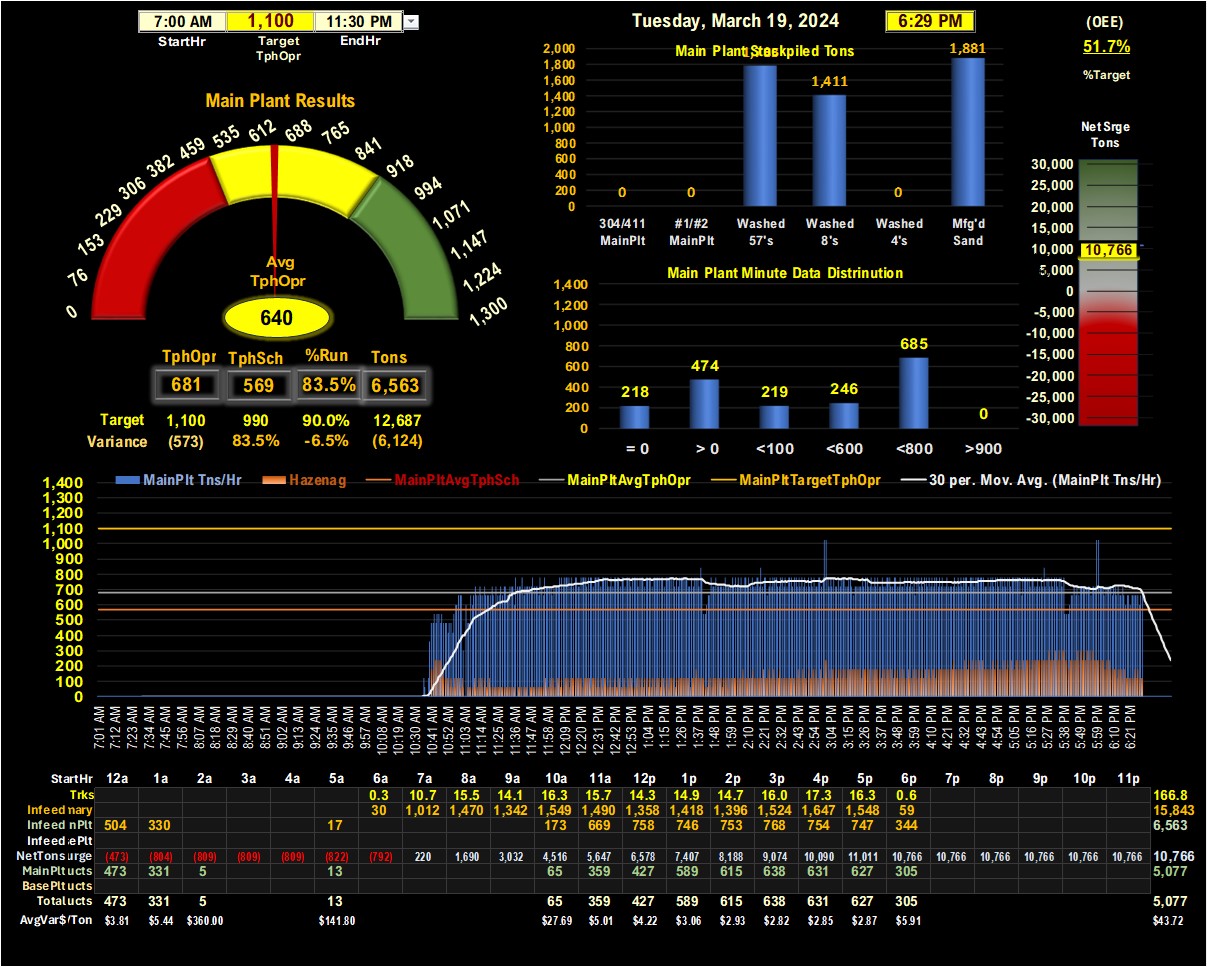 7:00 AM 1,100 11:30 PM
StartHr Target TphOpr EndHr
Tuesday, March 19, 2024 6:29 PM
(OEE)
51.7%
%Target
Main Plant Stockpiled Tons
2,000
1,800
1,600
1,400
1,200
1,000
800
600
400
200
0
0 0 1,411 0 1,881
304/411 MainPlt #1/#2 MainPlt Washed 57's Washed 8's Washed 4's Mfg'd Sand
Net Srge Tons
30,000
25,000
20,000
15,000
10,000
5,000
0
-5,000
-10,000
-15,000
-20,000
-25,000
-30,000
10,766
Main Plant Results
0 76 153 229 306 382 459 535 612 688 765 841 918 994 1,071 1,147 1,224 1,300
Avg
TphOpr
640
TphOpr TphSch %Run Tons
681 569 83.5% 6,563
Target 1,100 990 90.0% 12,687
Variance (573) 83.5% -6.5% (6,124)
Main Plant Minute Data Distrinution
1,400
1,200
1,000
800
600
400
200
0
218 474 219 246 685 0
= 0 > 0 <100 <600 <800 >900
MainPlt Tns/Hr Hazenag MainPltAvgTphSch MainPltAvgTphOpr MainPltTargetTphOpr 30 per. Mov. Avg. (MainPlt Tns/Hr)
1,400
1,300
1,200
1,100
1,000
900
800
700
600
500
400
300
200
100
0
7:01 AM 7:12 AM 7:23 AM 7:34 AM 7:45 AM 7:56 AM 8:07 AM 8:18 AM 8:29 AM 8:40 AM 8:51 AM 9:02 AM 9:13 AM 9:24 AM 9:35 AM 9:46 AM 9:57 AM 10:08 AM 10:19 AM 10:30 AM 10:41 AM 10:52 AM 11:03 AM 11:14 AM 11:25 AM 11:36 AM 11:47 AM 11:58 AM 12:09 PM 12:20 PM 12:31 PM 12:42 PM 12:53 PM 1:04 PM 1:15 PM 1:26 PM 1:37 PM 1:48 PM 1:59 PM 2:10 PM 2:21 PM 2:32 PM 2:43 PM 2:53 PM 3:04 PM 3:15 PM 3:26 PM 3:37 PM 3:48 PM 3:59 PM 4:10 PM 4:21 PM 4:32 PM 4:43 PM 4:54 PM 5:05 PM 5:16 PM 5:27 PM 5:38 PM 5:49 PM 5:59 PM 6:10 PM 6:21 PM
StartHr 12a 1a 2a 3a 4a 5a 6a 7a 8a 9a 10a 11a 12p 1p 2p 3p 4p 5p 6p 7p 8p 9p 10p 11p
Trks 0.3 10.7 15.5 14.1 16.3 15.7 14.3 14.9 14.7 16.0 17.3 16.3 0.6 166.8
Infeed mary 30 1,012 1,470 1,342 1,549 1,490 1,358 1,418 1,396 1,524 1,647 1,548 59 15,843
Infeed nPlt 504 330 17 173 669 758 746 753 768 754 747 344 6,563
Infeed ePlt
NetTons urge (473) (804) (809) (809) (809) (822) (792) 220 1,690 3,032 4,516 5,647 6,578 7,407 8,188 9,074 10,090 11,011 10,766 10,766 10,766 10,766 10,766 10,766 10,766
MainPlt ucts 473 331 5 13 65 359 427 589 615 638 631 627 305 5,077
BasePlt ucts
Total ucts 473 331 5 13 65 359 427 589 615 638 631 627 305 5,077
AvgVar$/Ton $3.81 $5.44 $360.00 $141.80 $27.69 $5.01 $4.22 $3.06 $2.93 $2.82 $2.85 $2.87 $5.91 $43.72